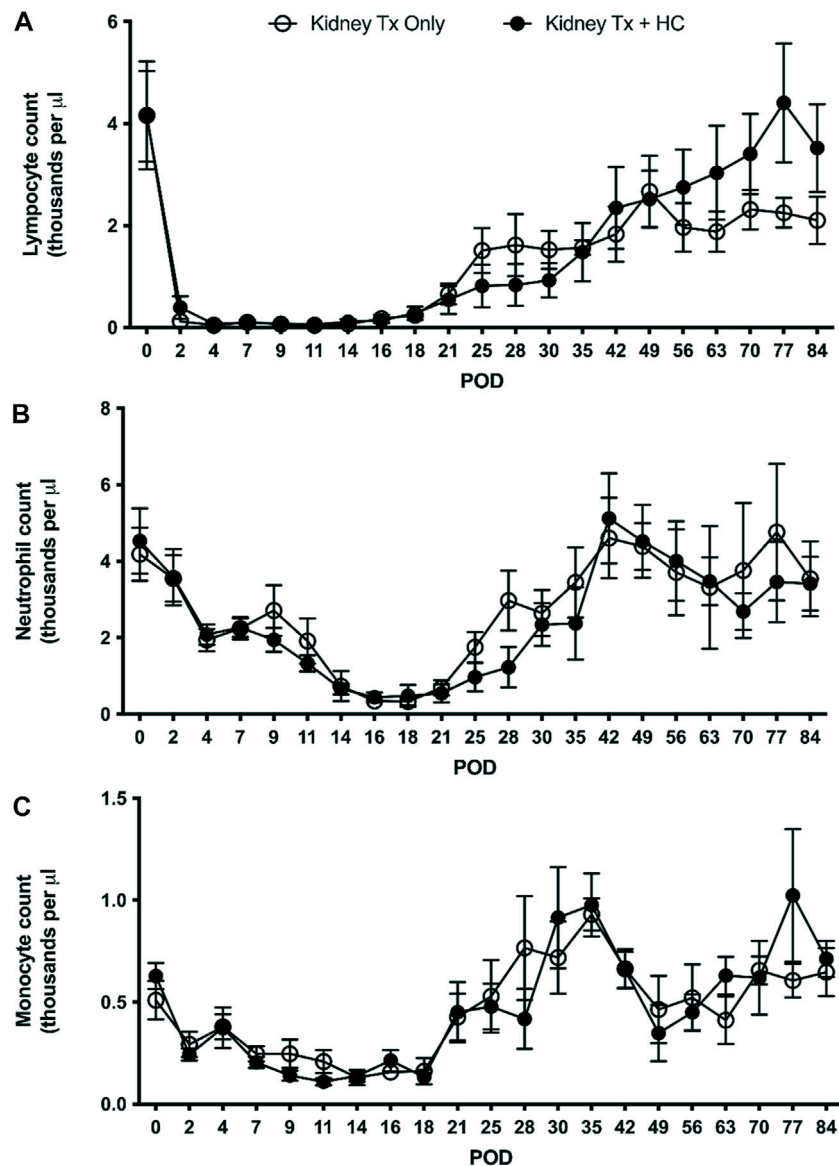 A
Kidney Tx Only Kidney Tx + HC
Lympocyte count
(thousands per µl)
6
4
2
0
0 2 4 7 9 11 14 16 18 21 25 28 30 35 42 49 56 63 70 77 84
POD
B
Neutrophil count
(thousands per µl)
8
6
4
2
0
0 2 4 7 9 11 14 16 18 21 25 28 30 35 42 49 56 63 70 77 84
POD
C
Monocyte count
(thousands per µl)
1.5
1.0
0.5
0.0
0 2 4 7 9 11 14 16 18 21 25 28 30 35 42 49 56 63 70 77 84
POD